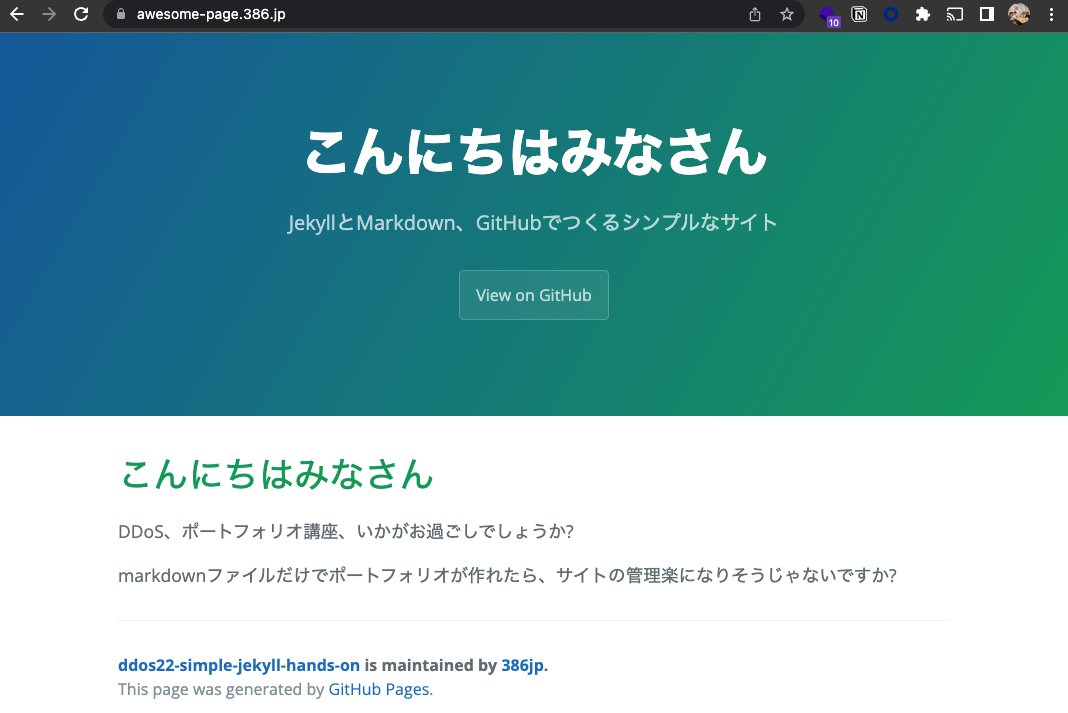 awesome-page.386.jp
10
こんにちはみなさん
JekyllとMarkdown、GitHubでつくるシンプルなサイト
View on GitHub
こんにちはみなさん
DDoS、ポートフォリオ講座、いかがお過ごしでしょうか?
markdownファイルだけでポートフォリオが作れたら、サイトの管理楽になりそうじゃないですか?
ddos22-simple-jekyll-hands-on is maintained by 386jp.
This page was generated by GitHub Pages.